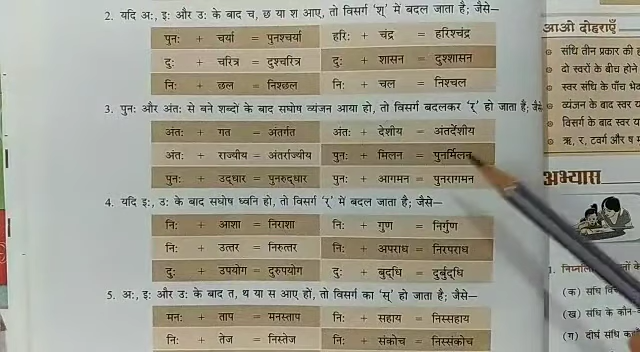 2. यदि अः, इः और उः के बाद च, छ या श आए, तो विसर्ग 'श्' में बदल जाता है; जैसे—
पुनः + चर्या = पुनश्चर्या हरिः + चंद्र = हरिश्चंद्र
दुः + चरित्र = दुश्चरित्र दुः + शासन = दुश्शासन
निः + छल = निश्छल निः + चल = निश्चल
3. पुनः और अंतः से बने शब्दों के बाद सघोष व्यंजन आया हो, तो विसर्ग बदलकर 'र्' हो जाता है; जैसे
अंतः + गत = अंतर्गत अंतः + देशीय = अंतर्देशीय
अंतः + राज्यीय = अंतर्राज्यीय पुनः + मिलन = पुनर्मिलन
पुनः + उद्धार = पुनरुद्धार पुनः + आगमन = पुनरागमन
4. यदि इः, उः के बाद सघोष ध्वनि हो, तो विसर्ग 'र्' में बदल जाता है; जैसे—
निः + आशा = निराशा निः + गुण = निर्गुण
निः + उत्तर = निरुत्तर निः + अपराध = निरपराध
दुः + उपयोग = दुरुपयोग दुः + बुद्धि = दुर्बुद्धि
5. अः, इः और उः के बाद त, थ या स आए हों, तो विसर्ग का 'स्' हो जाता है; जैसे—
मनः + ताप = मनस्ताप निः + सहाय = निस्सहाय
निः + तेज = निस्तेज निः + संकोच = निस्संकोच
आओ दोहराएँ
संधि तीन प्रकार की
दो स्वरों के बीच होने
स्वर संधि के पाँच भेद
व्यंजन के बाद स्वर या
विसर्ग के बाद स्वर या
ऋ, र, टवर्ग और ष
अभ्यास
1. के
(क) संधि
(ख) संधि के कौन-
(ग) दीर्घ संधि